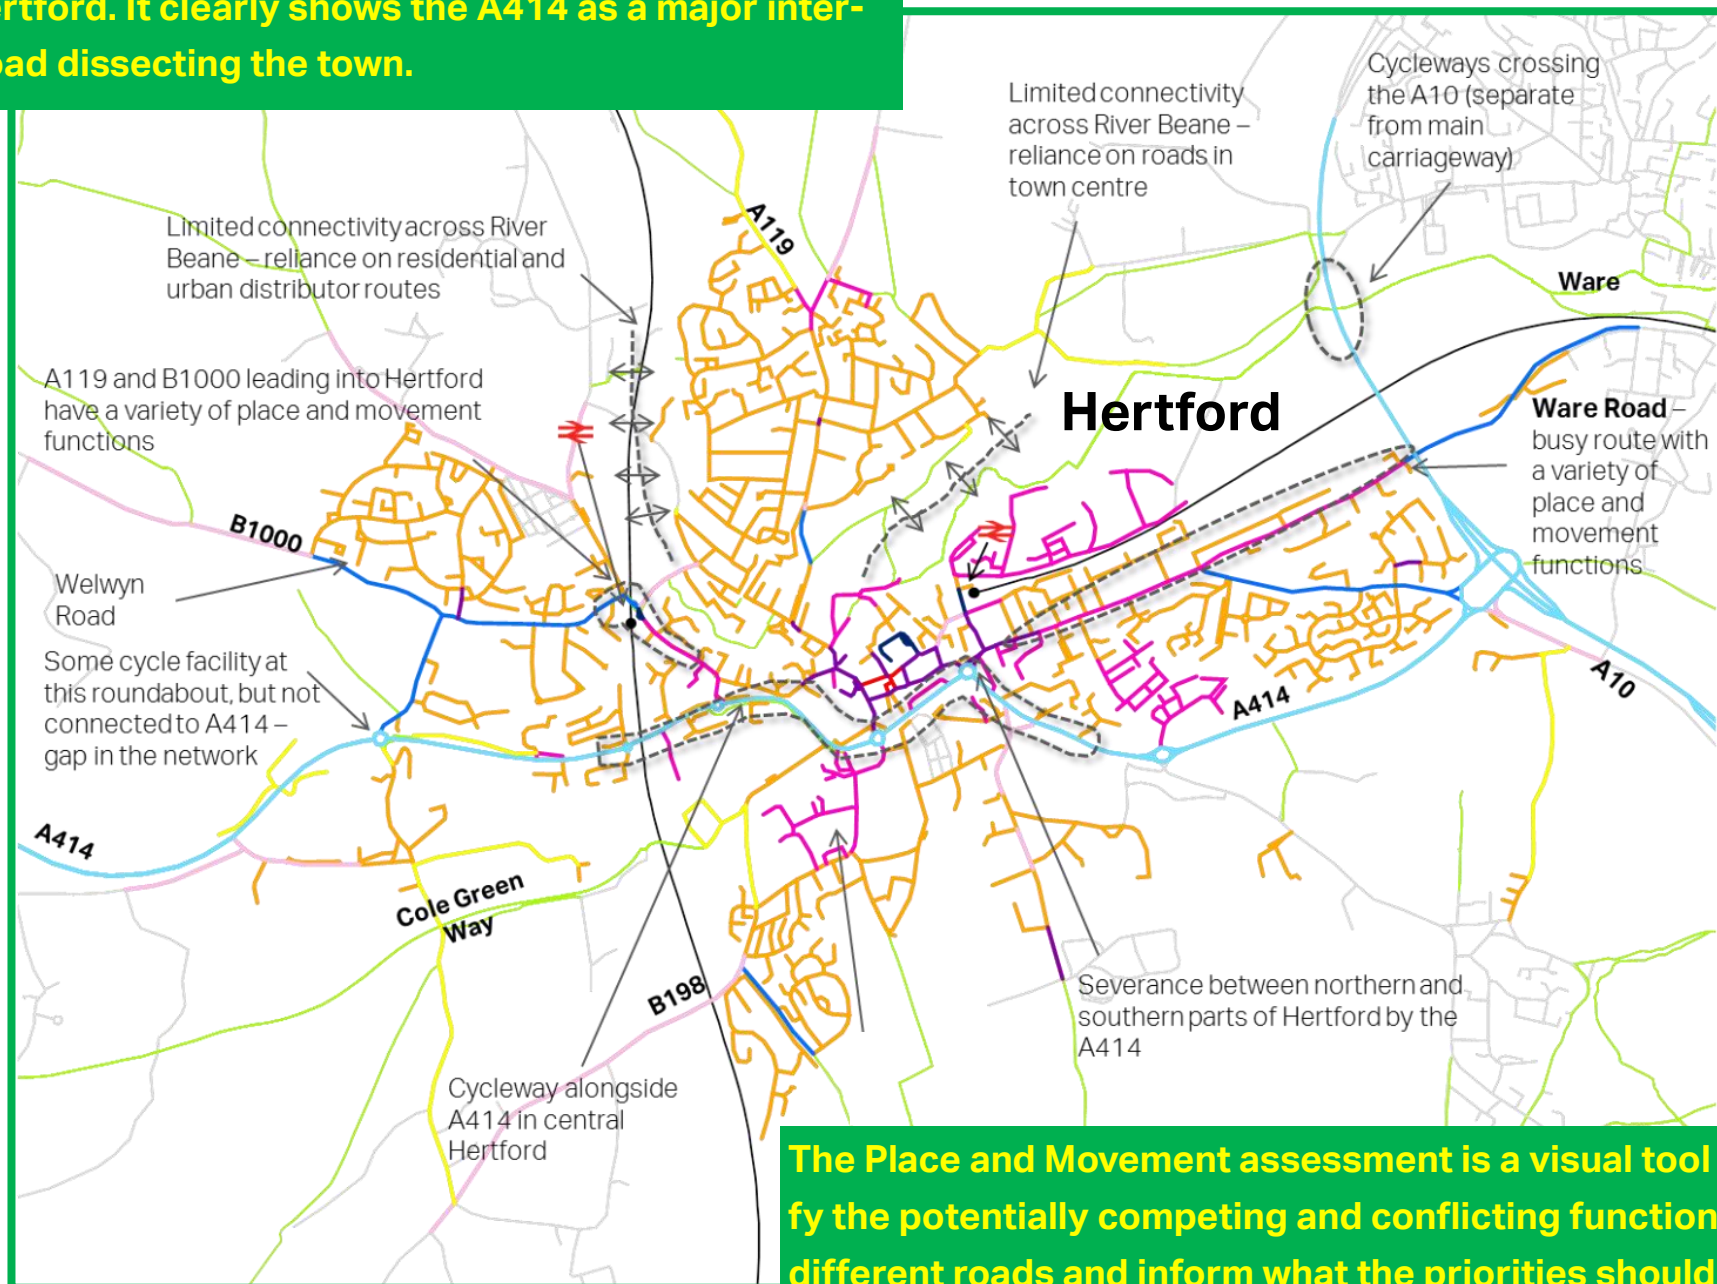 ertford. It clearly shows the A414 as a major inter-
oad dissecting the town.
Cycleways crossing
the A10 (separate
from main
carriageway)
Limited connectivity
across River Beane –
reliance on roads in
town centre
A119
Limited connectivity across River
Beane – reliance on residential and
urban distributor routes
Ware
A119 and B1000 leading into Hertford
have a variety of place and movement
functions
Hertford
Ware Road –
busy route with
a variety of
place and
movement
functions
B1000
Welwyn
Road
Some cycle facility at
this roundabout, but not
connected to A414 –
gap in the network
A10
A414
A414
Cole Green
Way
B198
Severance between northern and
southern parts of Hertford by the
A414
Cycleway alongside
A414 in central
Hertford
The Place and Movement assessment is a visual tool
fy the potentially competing and conflicting function
different roads and inform what the priorities should